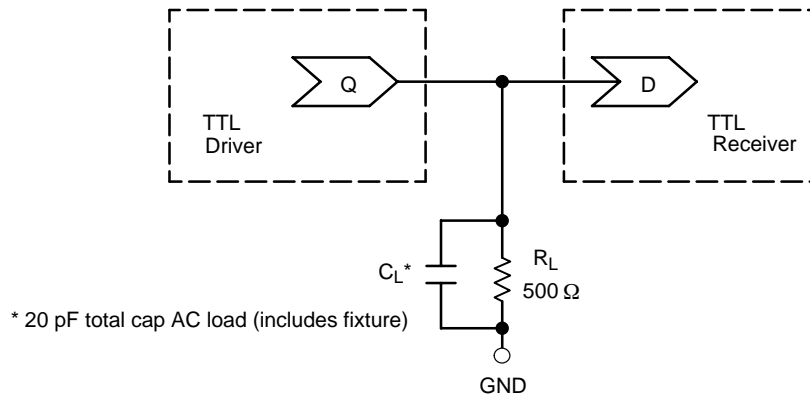 Q
D
TTL
Driver
TTL
Receiver
CL*
RL
500 Ω
* 20 pF total cap AC load (includes fixture)
GND